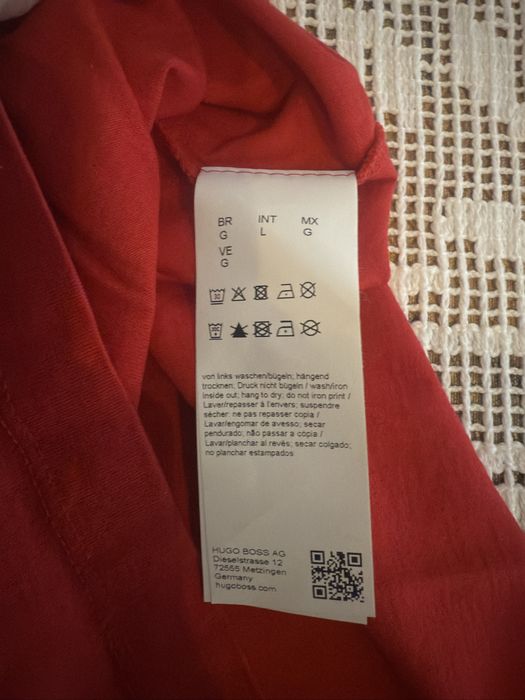 BR INT MX
G L G
VE
G
30
30C
von links waschen/bügeln; hängend
trocknen; Druck nicht bügeln / wash/iron
inside out; hang to dry; do not iron print /
Laver/repasser à l'envers; suspendre
sécher: ne pas repasser copia /
Lavar/engomar de avesso; secar
pendurado; não passar a cópia /
Lavar/planchar al revés; secar colgado;
no planchar estampados
HUGO BOSS AG
Dieselstrasse 12
72555 Metzingen
Germany
hugoboss.com